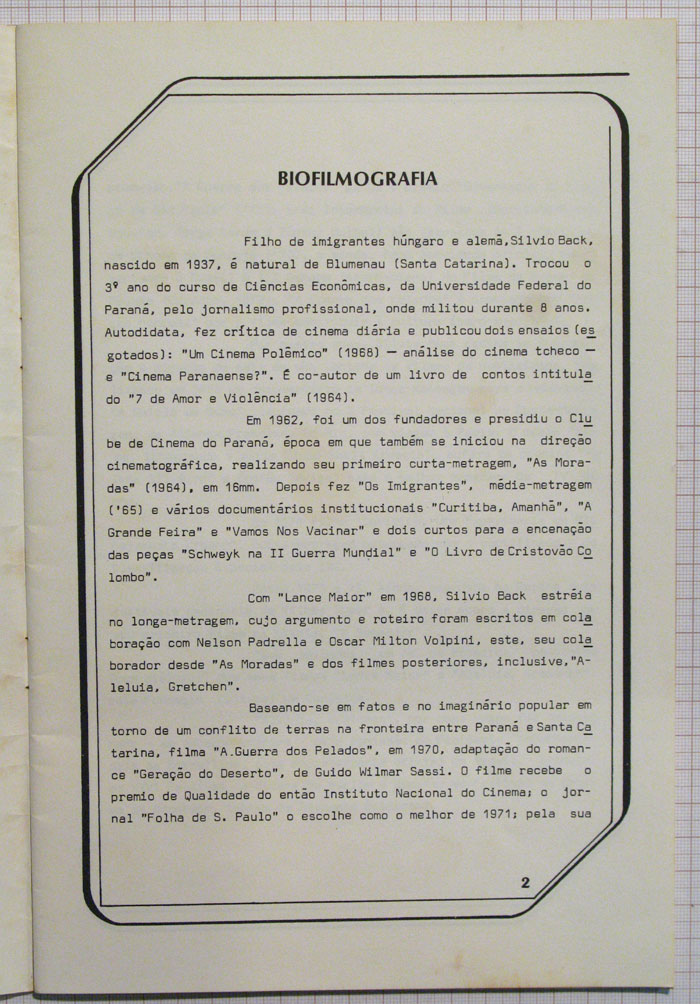 BIOFILMOGRAFIA
Filho de imigrantes húngaro e alemã, Silvio Back,
nascido em 1937, é natural de Blumenau (Santa Catarina). Trocou o
3º ano do curso de Ciências Econômicas, da Universidade Federal do
Paraná, pelo jornalismo profissional, onde militou durante 8 anos.
Autodidata, fez crítica de cinema diária e publicou dois ensaios (es
gotados): "Um Cinema Polêmico" (1968) — análise do cinema tcheco —
e "Cinema Paranaense?". É co-autor de um livro de contos intitula
do "7 de Amor e Violência" (1964).
Em 1962, foi um dos fundadores e presidiu o Clu
be de Cinema do Paraná, época em que também se iniciou na direção
cinematográfica, realizando seu primeiro curta-metragem, "As Mora-
das" (1964), em 16mm. Depois fez "Os Imigrantes", média-metragem
('65) e vários documentários institucionais "Curitiba, Amanhã", "A
Grande Feira" e "Vamos Nos Vacinar" e dois curtos para a encenação
das peças "Schweyk na II Guerra Mundial" e "O Livro de Cristovão Co
lombo".
Com "Lance Maior" em 1968, Silvio Back estréia
no longa-metragem, cujo argumento e roteiro foram escritos em cola
boração com Nelson Padrella e Oscar Milton Volpini, este, seu cola
borador desde "As Moradas" e dos filmes posteriores, inclusive, "A-
leluia, Gretchen".
Baseando-se em fatos e no imaginário popular em
torno de um conflito de terras na fronteira entre Paraná e Santa Ca
tarina, filma "A.Guerra dos Pelados", em 1970, adaptação do roman-
ce "Geração do Deserto", de Guido Wilmar Sassi. O filme recebe o
premio de Qualidade do então Instituto Nacional do Cinema; o jor-
nal "Folha de S. Paulo" o escolhe como o melhor de 1971; pela sua
2